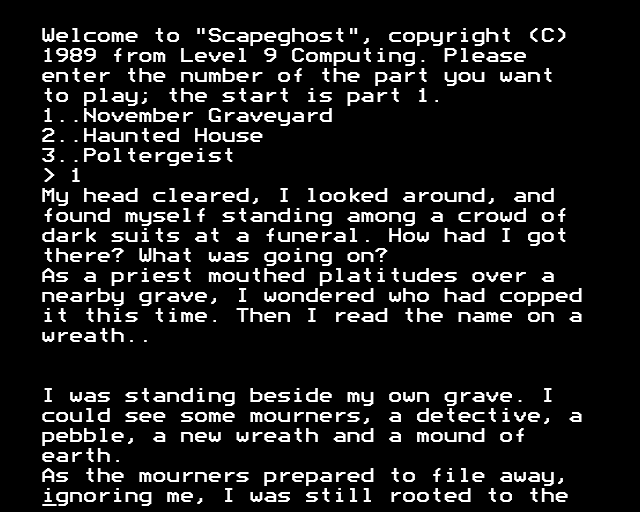 Welcome to "Scapeghost", copyright (C)
1989 from Level 9 Computing. Please
enter the number of the part you want
to play; the start is part 1.
1..November Graveyard
2..Haunted House
3..Poltergeist
> 1
My head cleared, I looked around, and
found myself standing among a crowd of
dark suits at a funeral. How had I got
there? What was going on?
As a priest mouthed platitudes over a
nearby grave, I wondered who had copped
it this time. Then I read the name on a
wreath..
I was standing beside my own grave. I
could see some mourners, a detective, a
pebble, a new wreath and a mound of
earth.
As the mourners prepared to file away,
ignoring me, I was still rooted to the